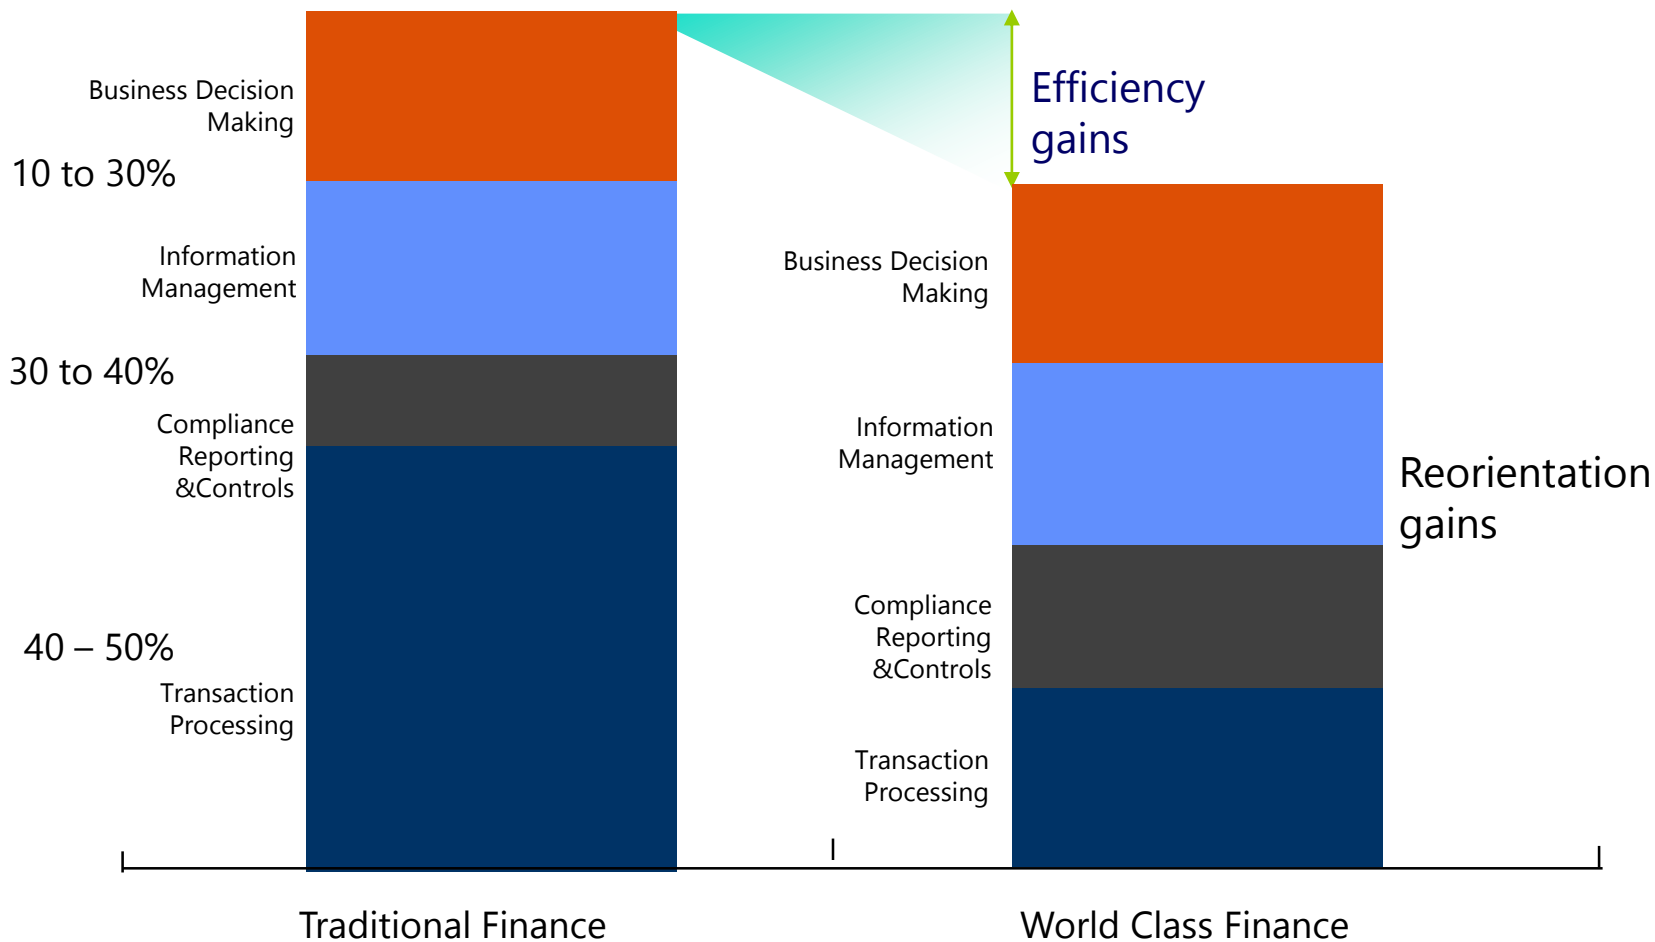 Business Decision
Making
10 to 30%
Information
Management
30 to 40%
Compliance
Reporting
&Controls
40 – 50%
Transaction
Processing
Efficiency
gains
Business Decision
Making
Information
Management
Compliance
Reporting
&Controls
Transaction
Processing
Reorientation
gains
Traditional Finance
World Class Finance